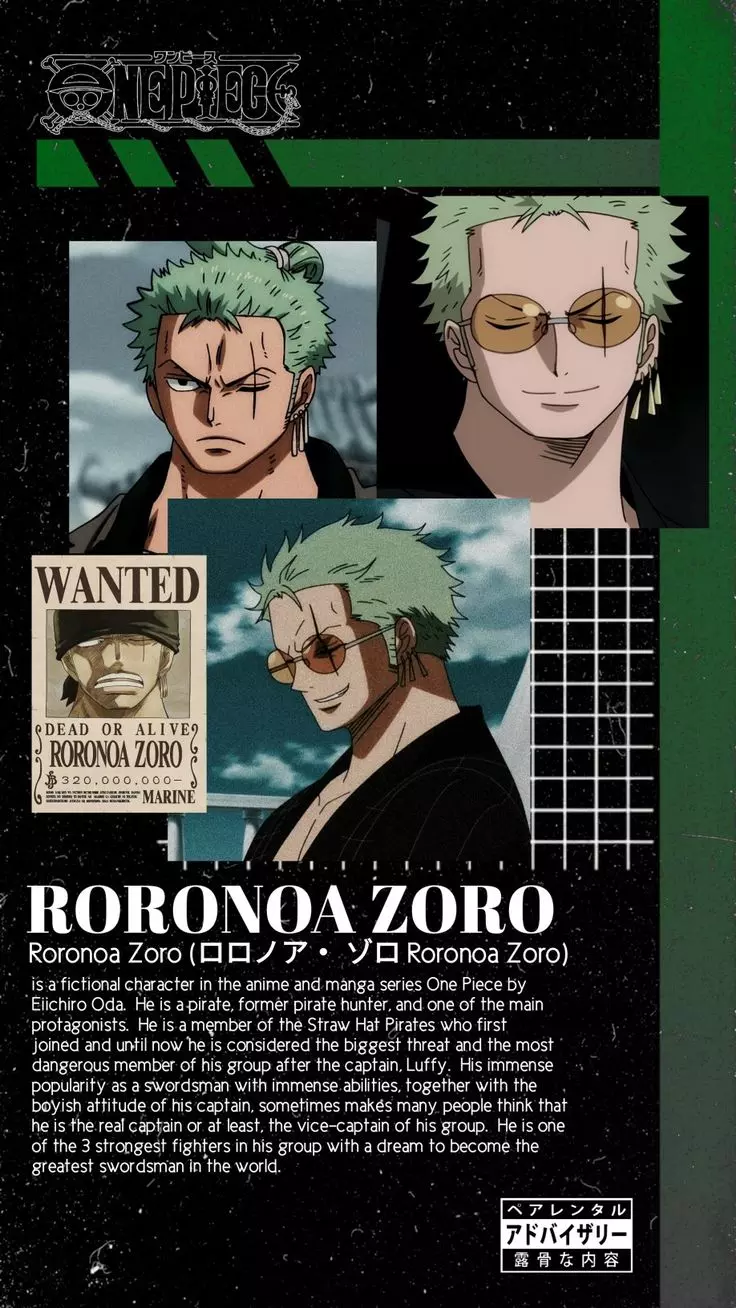 ワンピース
ONE PIECE
WANTED
DEAD OR ALIVE
RORONOA ZORO
320,000,000-
MARINE
RORONOA ZORO
Roronoa Zoro (ロロノア・ ゾロ Roronoa Zoro)
is a fictional character in the anime and manga series One Piece by
Eiichiro Oda. He is a pirate, former pirate hunter, and one of the main
protagonists. He is a member of the Straw Hat Pirates who first
joined and until now he is considered the biggest threat and the most
dangerous member of his group after the captain, Luffy. His immense
popularity as a swordsman with immense abilities, together with the
boyish attitude of his captain, sometimes makes many people think that
he is the real captain or at least, the vice-captain of his group. He is one
of the 3 strongest fighters in his group with a dream to become the
greatest swordsman in the world.
ペアレンタル
アドバイザリー
露骨な内容